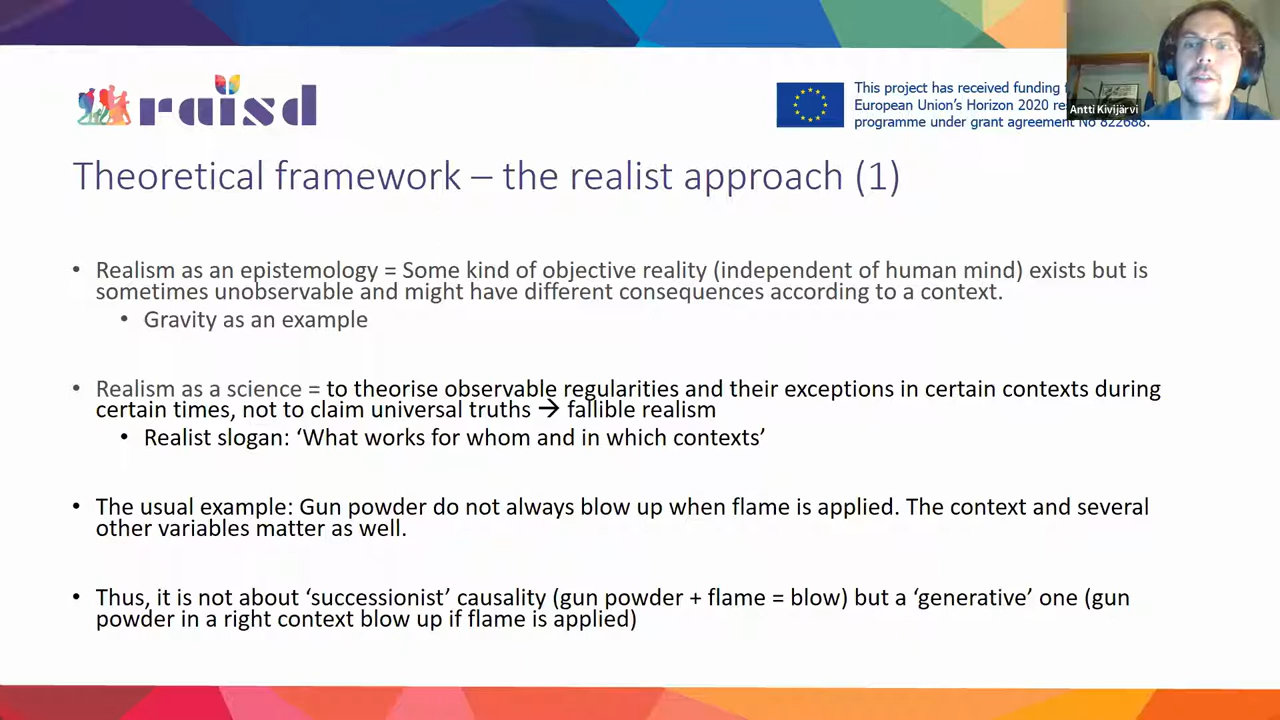 raisd
This project has received funding
European Union's Horizon 2020 re
programme under grant agreement No 822688.
Antti Kivijärvi
Theoretical framework – the realist approach (1)
• Realism as an epistemology = Some kind of objective reality (independent of human mind) exists but is
sometimes unobservable and might have different consequences according to a context.
• Gravity as an example
• Realism as a science = to theorise observable regularities and their exceptions in certain contexts during
certain times, not to claim universal truths → fallible realism
• Realist slogan: ‘What works for whom and in which contexts’
• The usual example: Gun powder do not always blow up when flame is applied. The context and several
other variables matter as well.
• Thus, it is not about ‘successionist’ causality (gun powder + flame = blow) but a ‘generative’ one (gun
powder in a right context blow up if flame is applied)